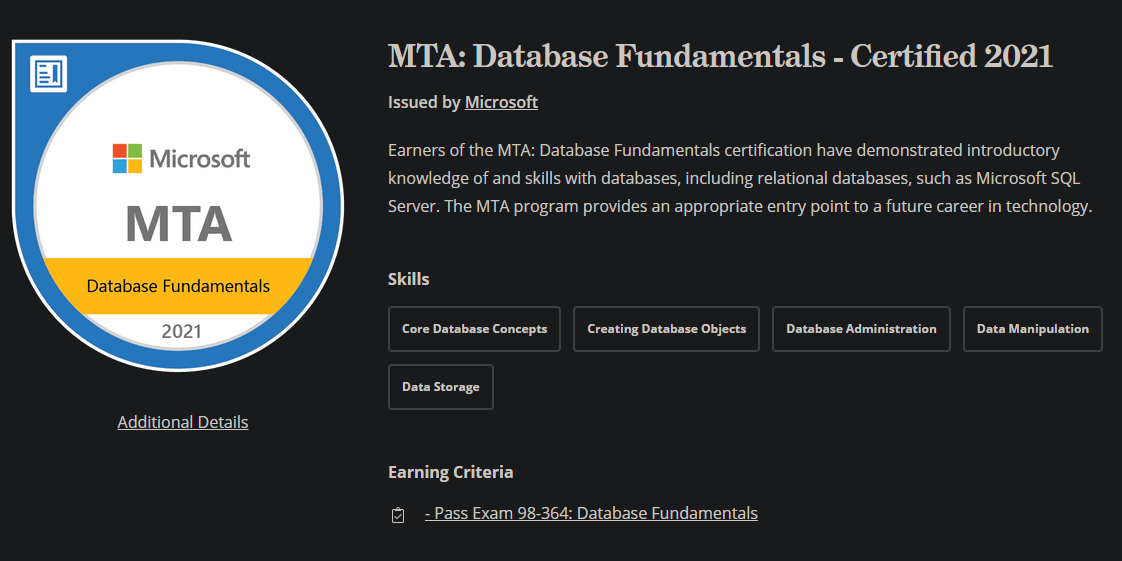 Microsoft
MTA
Database Fundamentals
2021
Additional Details
MTA: Database Fundamentals - Certified 2021
Issued by Microsoft
Earners of the MTA: Database Fundamentals certification have demonstrated introductory
knowledge of and skills with databases, including relational databases, such as Microsoft SQL
Server. The MTA program provides an appropriate entry point to a future career in technology.
Skills
Core Database Concepts Creating Database Objects Database Administration Data Manipulation
Data Storage
Earning Criteria
- Pass Exam 98-364: Database Fundamentals